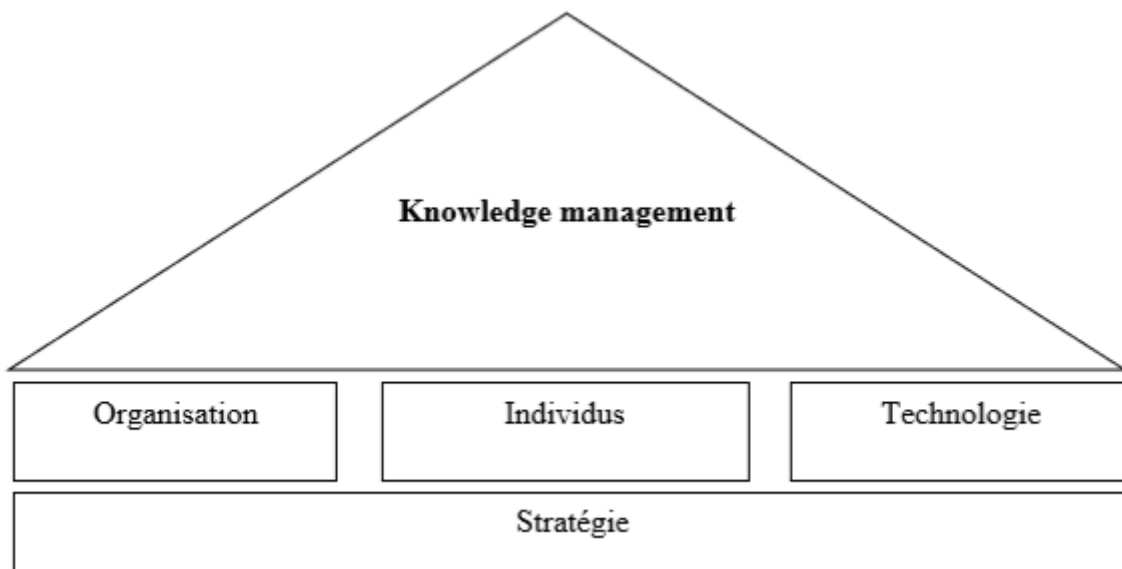 Knowledge management
Organisation
Individus
Technologie
Stratégie